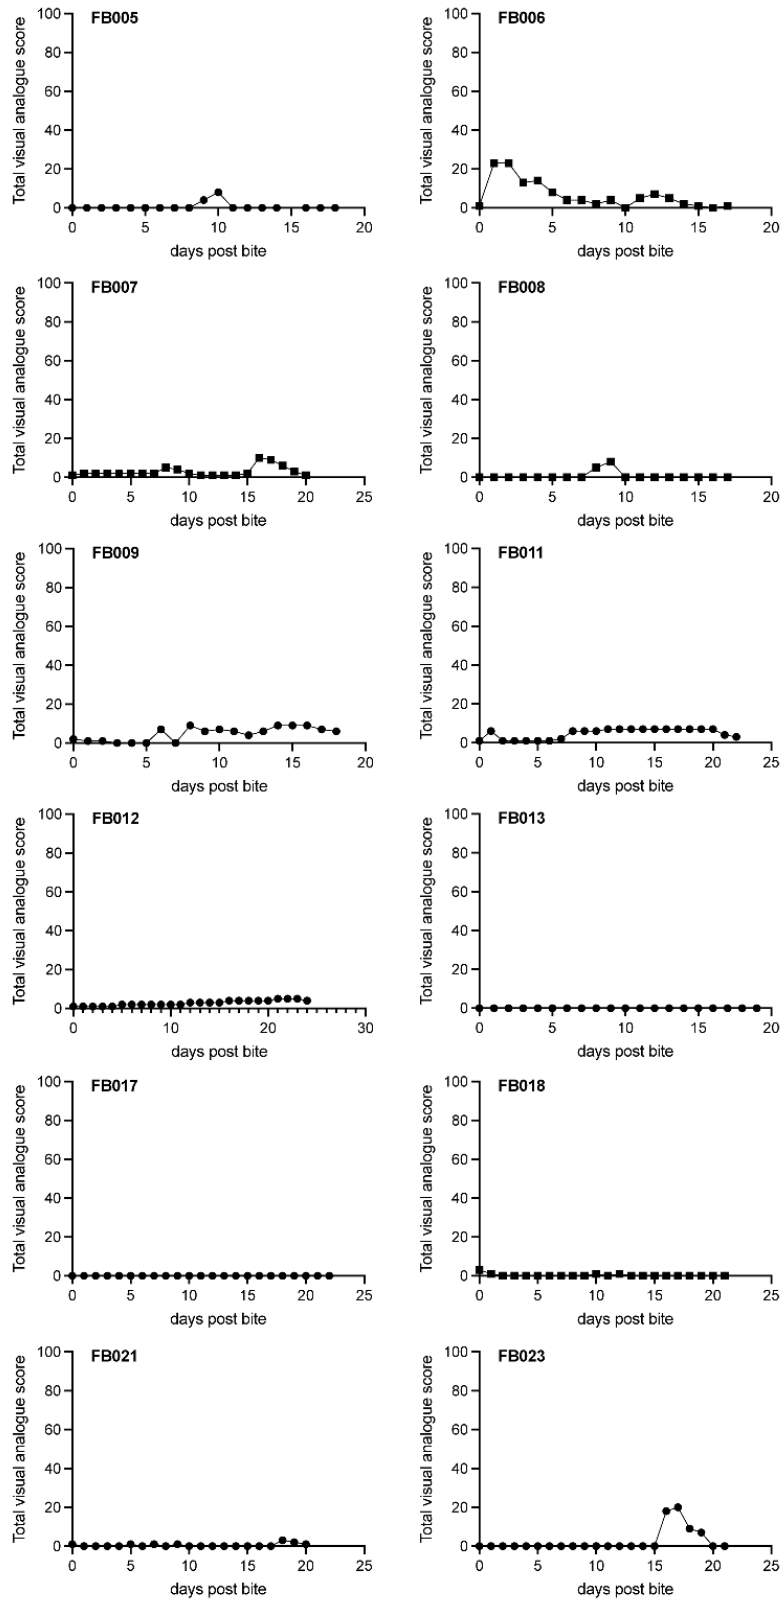 FB005
Total visual analogue score
100
80
60
40
20
0
0 5 10 15 20
days post bite
FB006
Total visual analogue score
100
80
60
40
20
0
0 5 10 15 20
days post bite
FB007
Total visual analogue score
100
80
60
40
20
0
0 5 10 15 20 25
days post bite
FB008
Total visual analogue score
100
80
60
40
20
0
0 5 10 15 20
days post bite
FB009
Total visual analogue score
100
80
60
40
20
0
0 5 10 15 20
days post bite
FB011
Total visual analogue score
100
80
60
40
20
0
0 5 10 15 20 25
days post bite
FB012
Total visual analogue score
100
80
60
40
20
0
0 10 20 30
days post bite
FB013
Total visual analogue score
100
80
60
40
20
0
0 5 10 15 20
days post bite
FB017
Total visual analogue score
100
80
60
40
20
0
0 5 10 15 20 25
days post bite
FB018
Total visual analogue score
100
80
60
40
20
0
0 5 10 15 20 25
days post bite
FB021
Total visual analogue score
100
80
60
40
20
0
0 5 10 15 20 25
days post bite
FB023
Total visual analogue score
100
80
60
40
20
0
0 5 10 15 20 25
days post bite